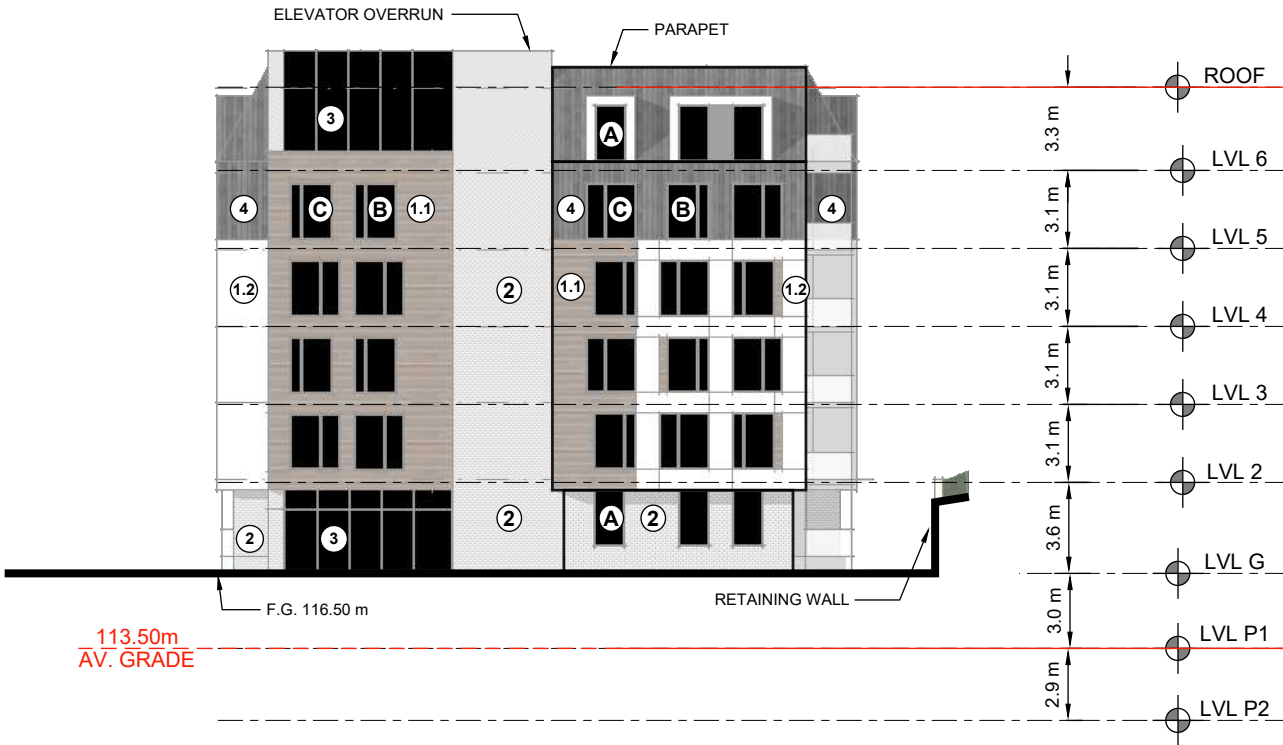 ELEVATOR OVERRUN
PARAPET
ROOF
3.3 m
3
A
LVL 6
3.1 m
4
C
B
1.1
4
C
B
4
LVL 5
3.1 m
1.2
2
1.1
1.2
LVL 4
3.1 m
LVL 3
3.1 m
LVL 2
3.6 m
2
3
2
A
2
LVL G
F.G. 116.50 m
RETAINING WALL
3.0 m
113.50m
AV. GRADE
LVL P1
2.9 m
LVL P2